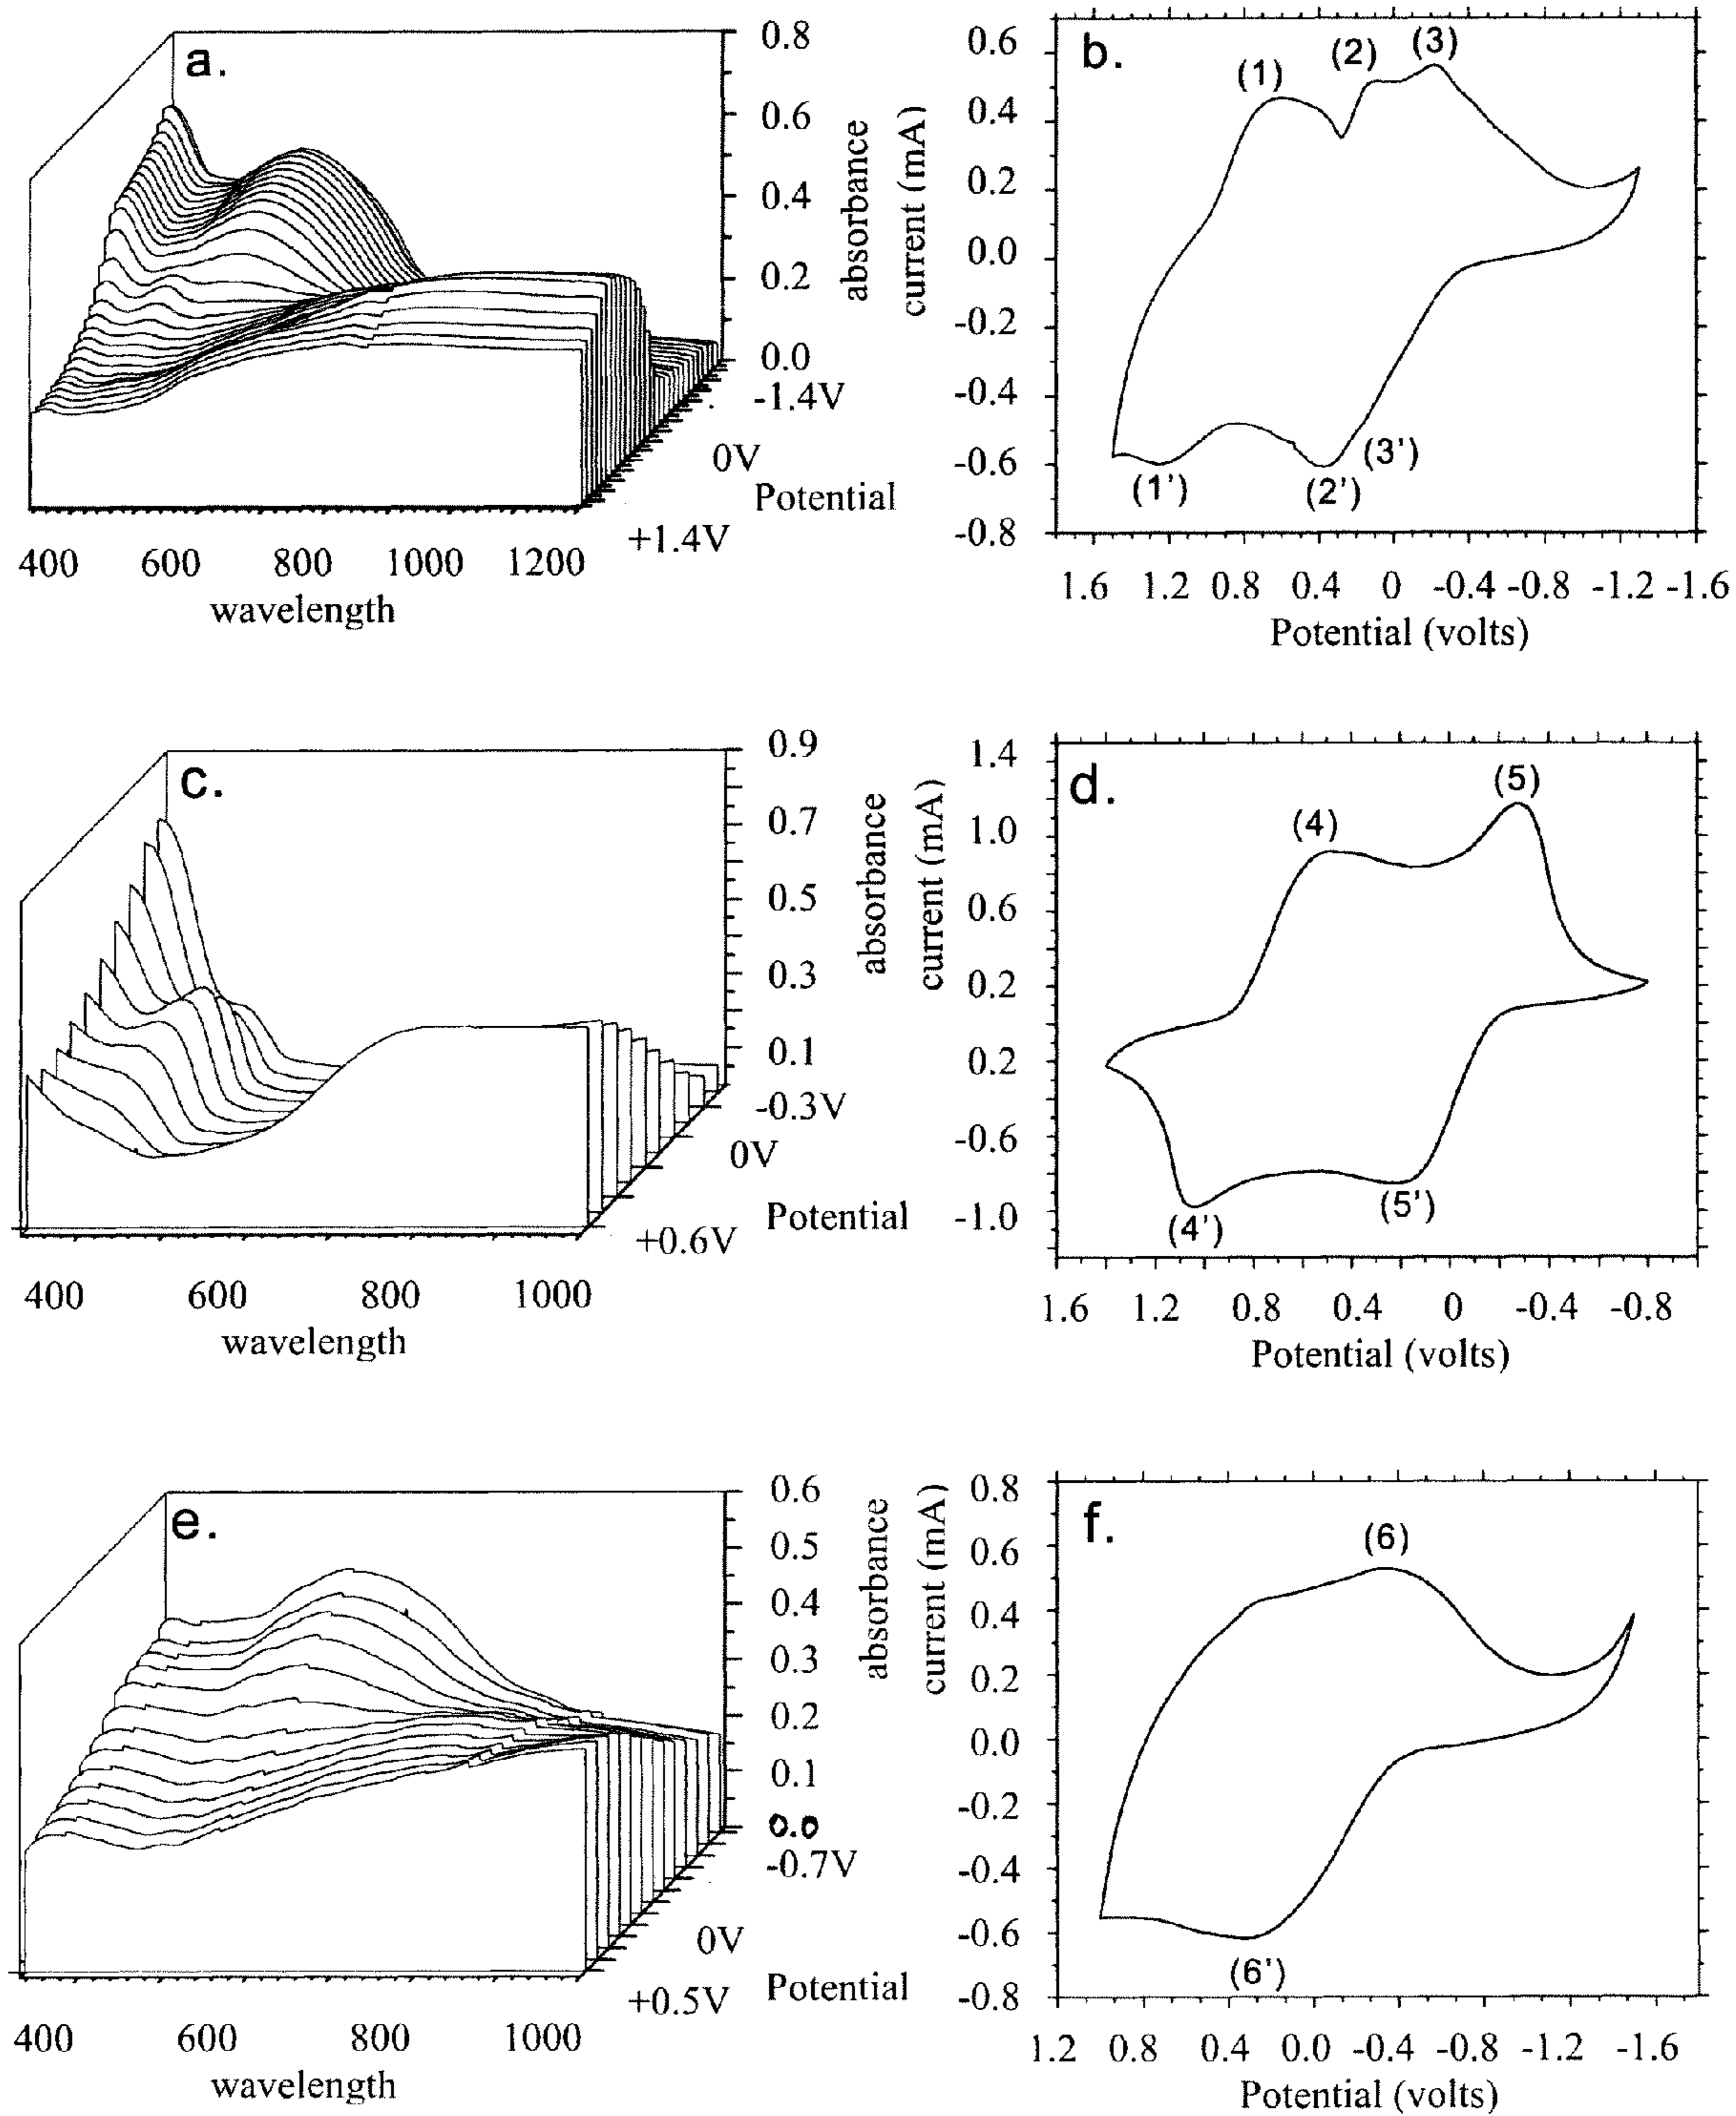 a.
0.8
0.6
0.4
0.2
0.0
absorbance
-1.4V
0V
Potential
+1.4V
400 600 800 1000 1200
wavelength
b.
(1)
(2)
(3)
0.6
0.4
0.2
0.0
-0.2
-0.4
-0.6
-0.8
current (mA)
(1')
(2')
(3')
1.6 1.2 0.8 0.4 0 -0.4 -0.8 -1.2 -1.6
Potential (volts)
c.
0.9
0.7
0.5
0.3
0.1
absorbance
-0.3V
0V
Potential
+0.6V
400 600 800 1000
wavelength
d.
(4)
(5)
1.4
1.0
0.6
0.2
0.2
-0.6
-1.0
current (mA)
(4')
(5')
1.6 1.2 0.8 0.4 0 -0.4 -0.8
Potential (volts)
e.
0.6
0.5
0.4
0.3
0.2
0.1
0.0
absorbance
-0.7V
0V
Potential
+0.5V
400 600 800 1000
wavelength
f.
(6)
0.8
0.6
0.4
0.2
0.0
-0.2
-0.4
-0.6
-0.8
current (mA)
(6')
1.2 0.8 0.4 0.0 -0.4 -0.8 -1.2 -1.6
Potential (volts)